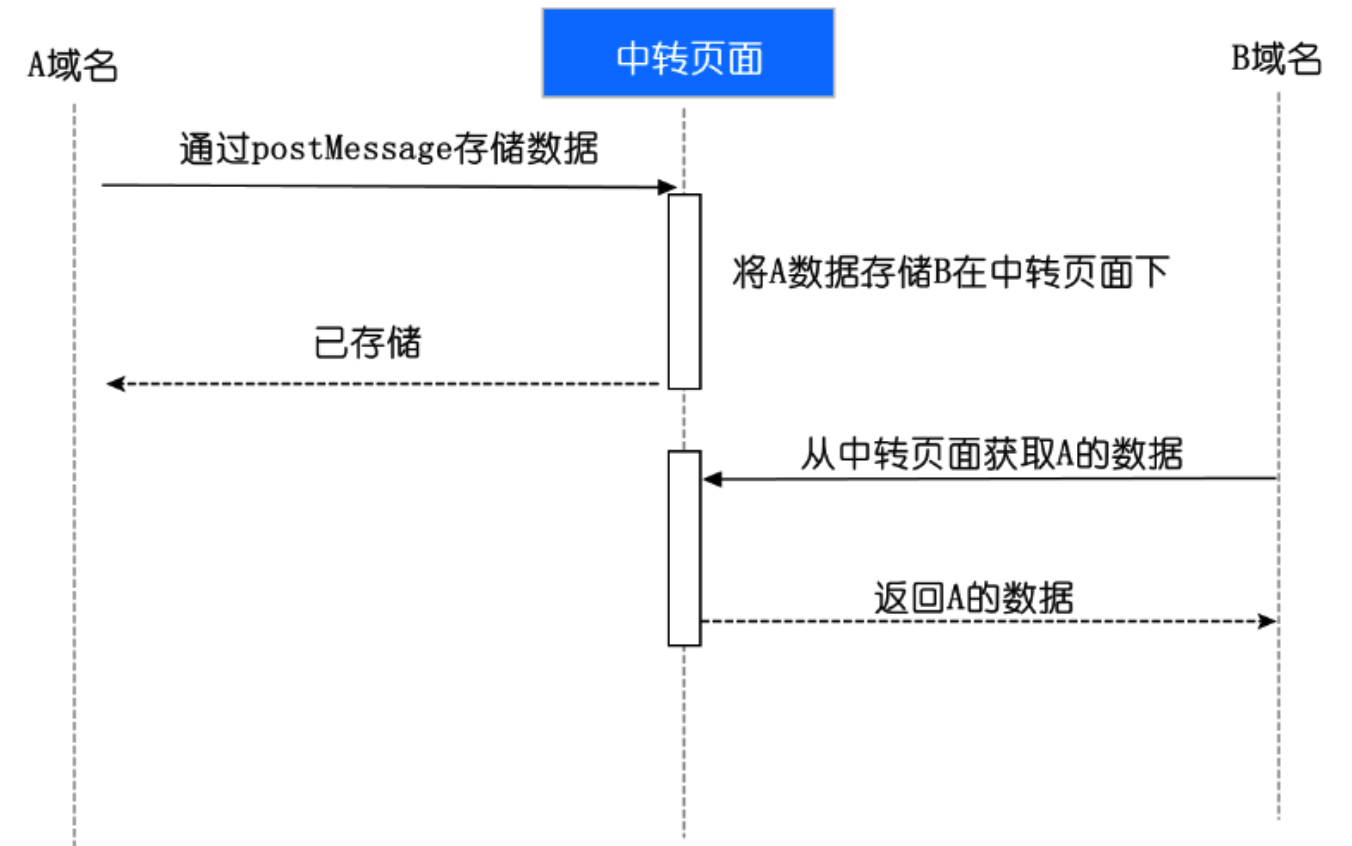 A域名
中转页面
B域名
通过postMessage存储数据
将A数据存储B在中转页面下
已存储
从中转页面获取A的数据
返回A的数据